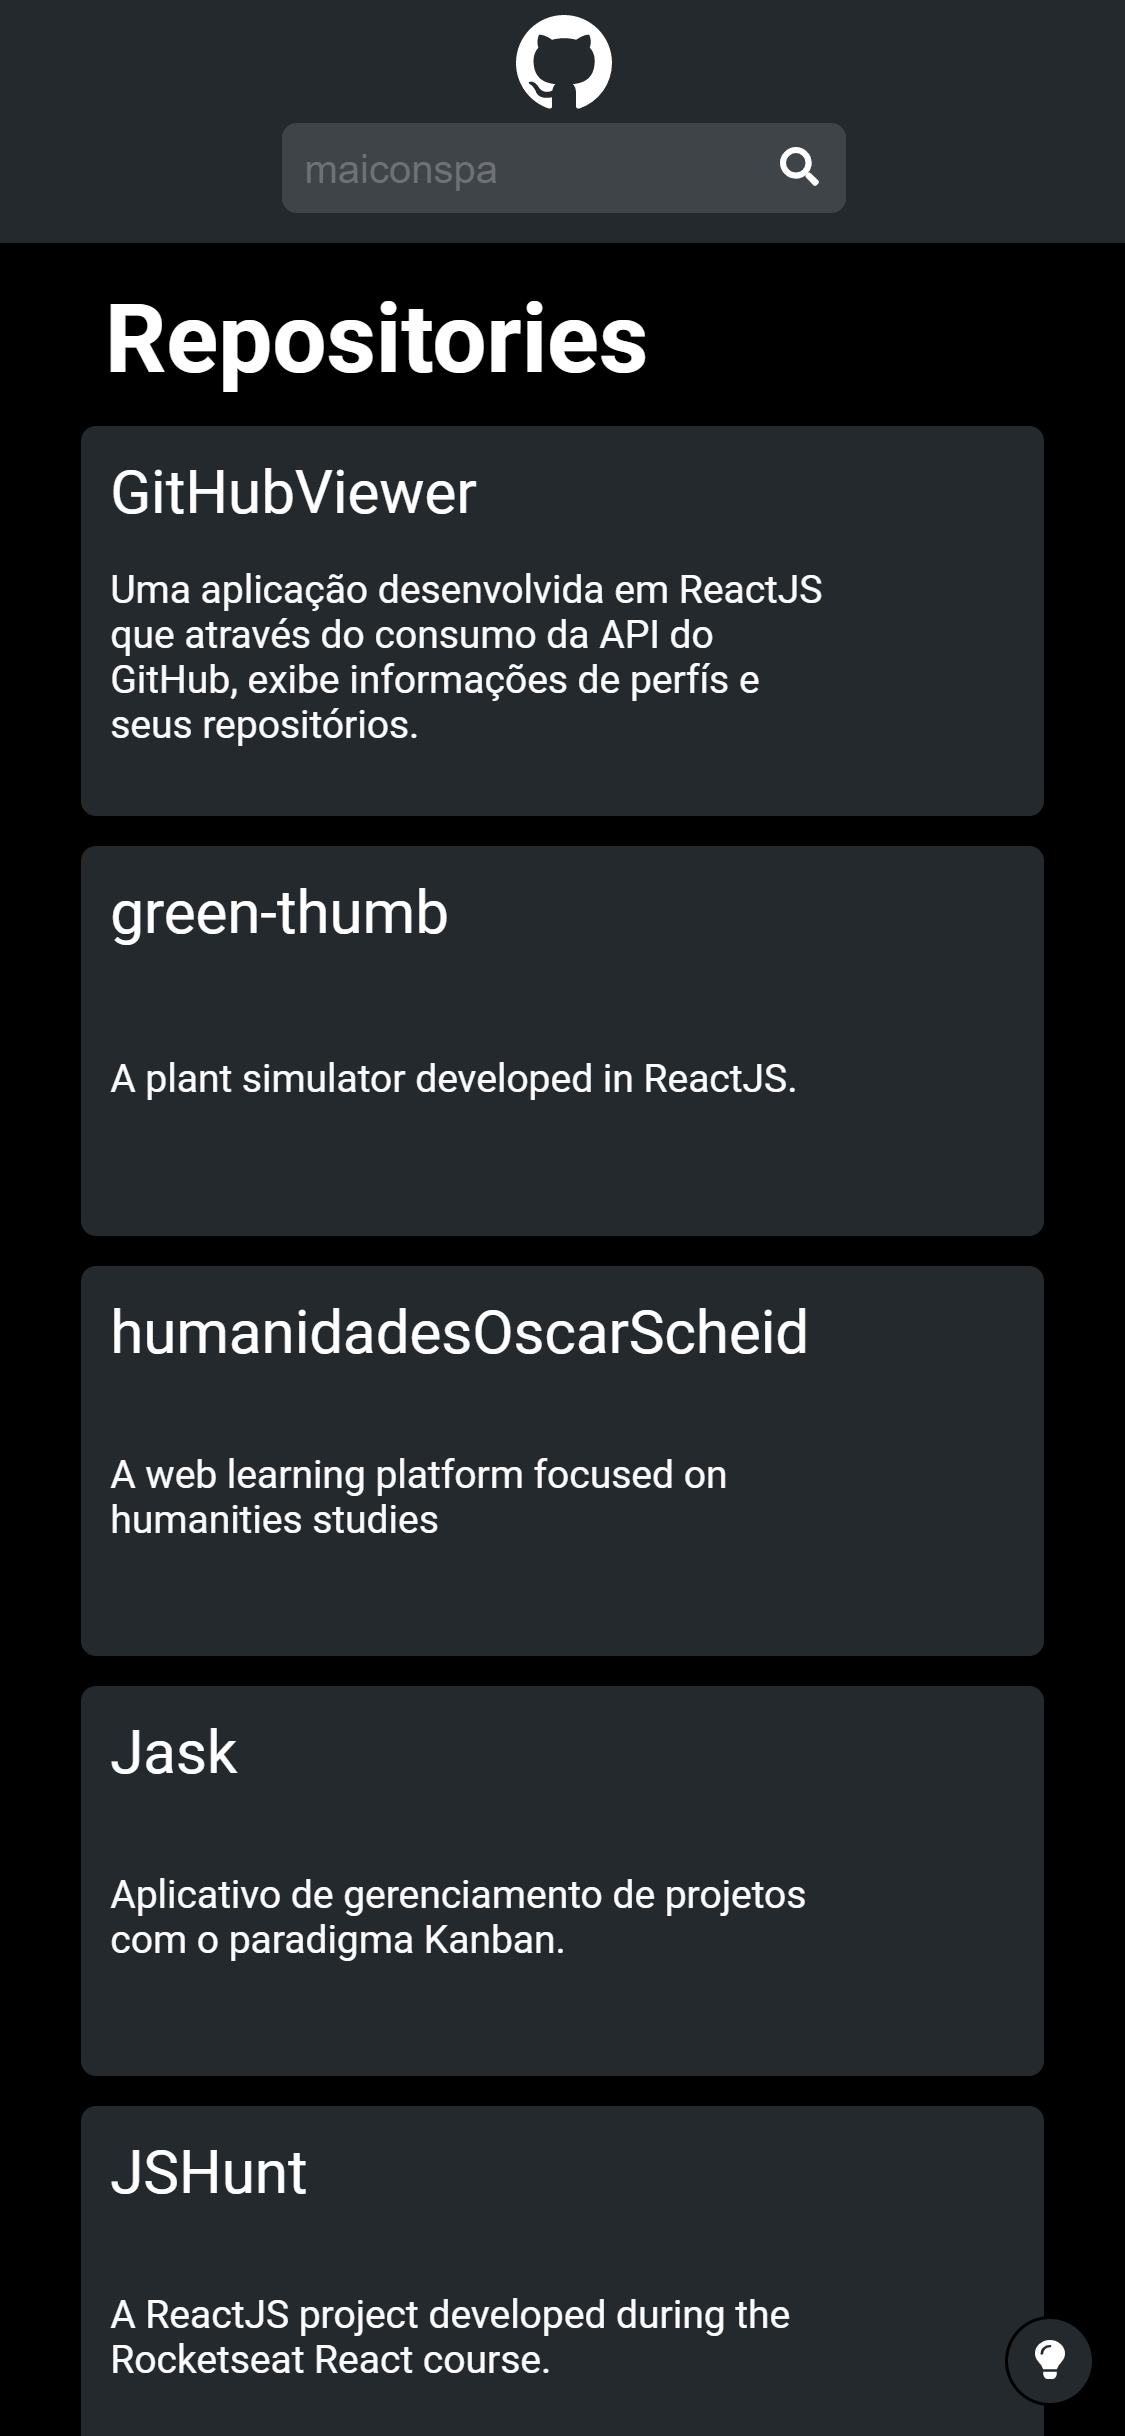 maiconspa
Repositories
GitHubViewer
Uma aplicação desenvolvida em ReactJS
que através do consumo da API do
GitHub, exibe informações de perfís e
seus repositórios.
green-thumb
A plant simulator developed in ReactJS.
humanidadesOscarScheid
A web learning platform focused on
humanities studies
Jask
Aplicativo de gerenciamento de projetos
com o paradigma Kanban.
JSHunt
A ReactJS project developed during the
Rocketseat React course.